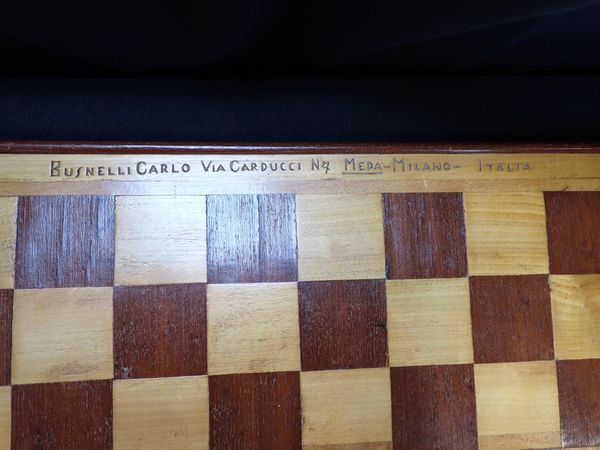 BUSNELLI CARLO VIA CARDUCCI N7 MEDA-MILANO- ITALIA